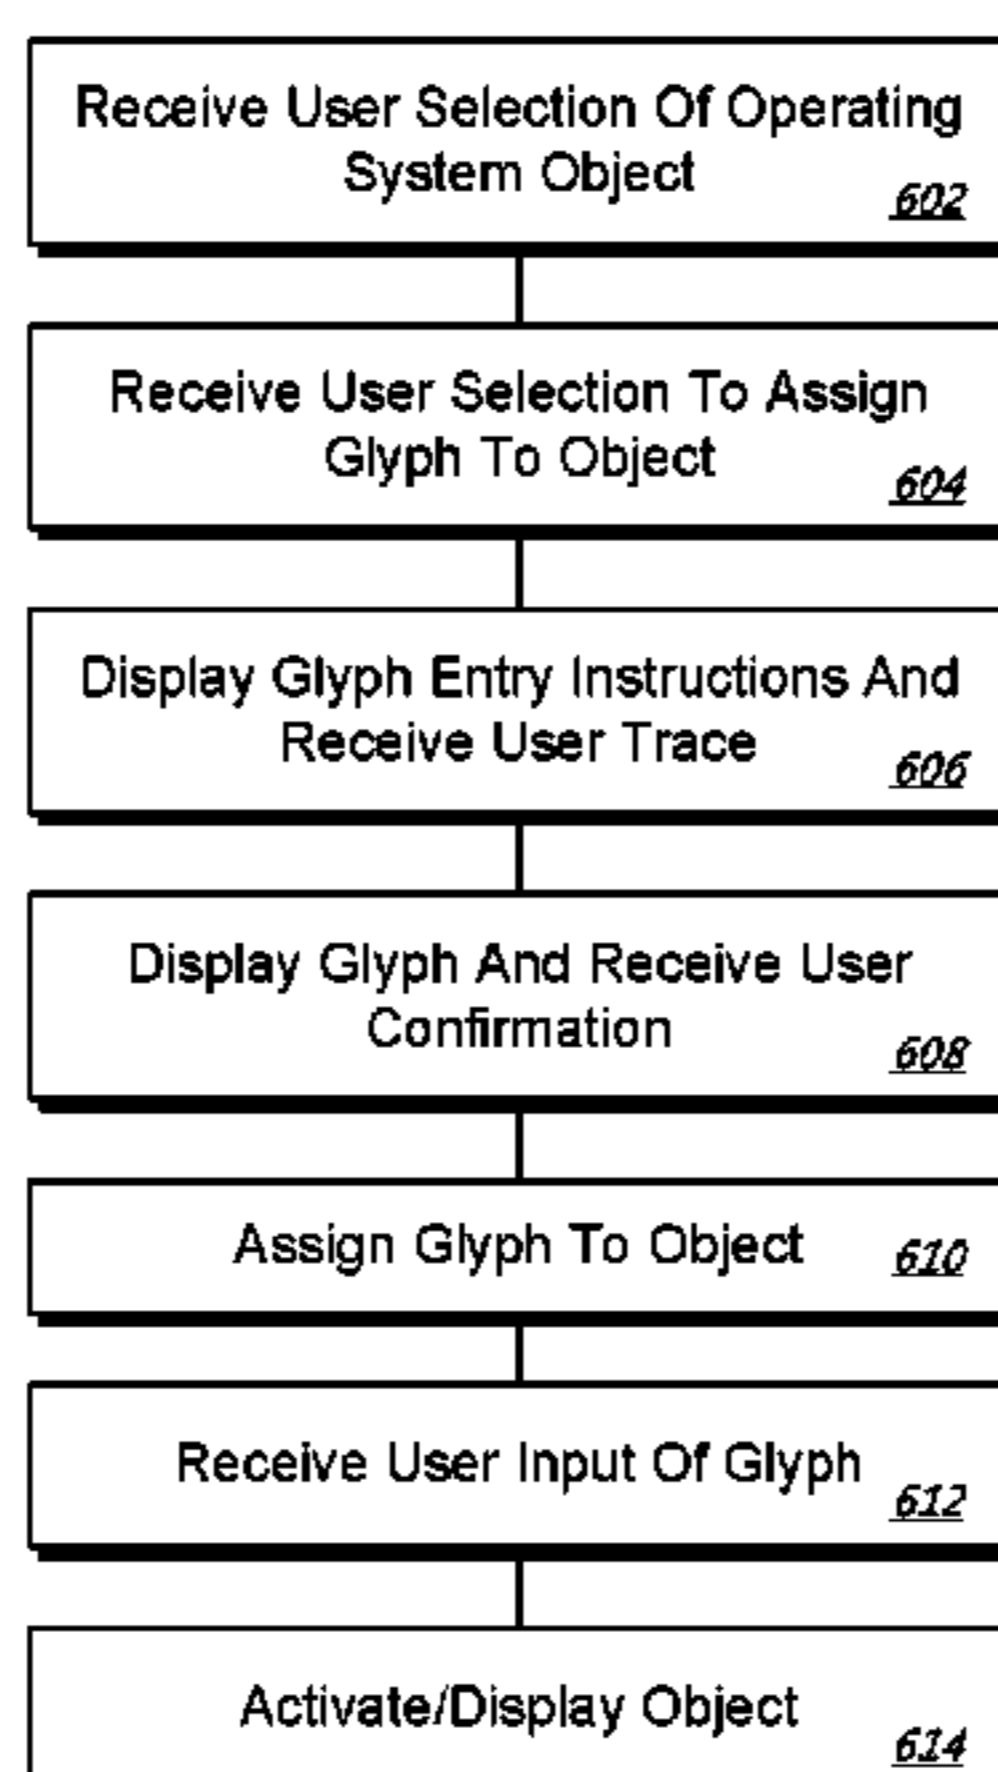 Receive User Selection Of Operating
System Object
602
Receive User Selection To Assign
Glyph To Object
604
Display Glyph Entry Instructions And
Receive User Trace
606
Display Glyph And Receive User
Confirmation
608
Assign Glyph To Object 610
Receive User Input Of Glyph
612
Activate/Display Object
614